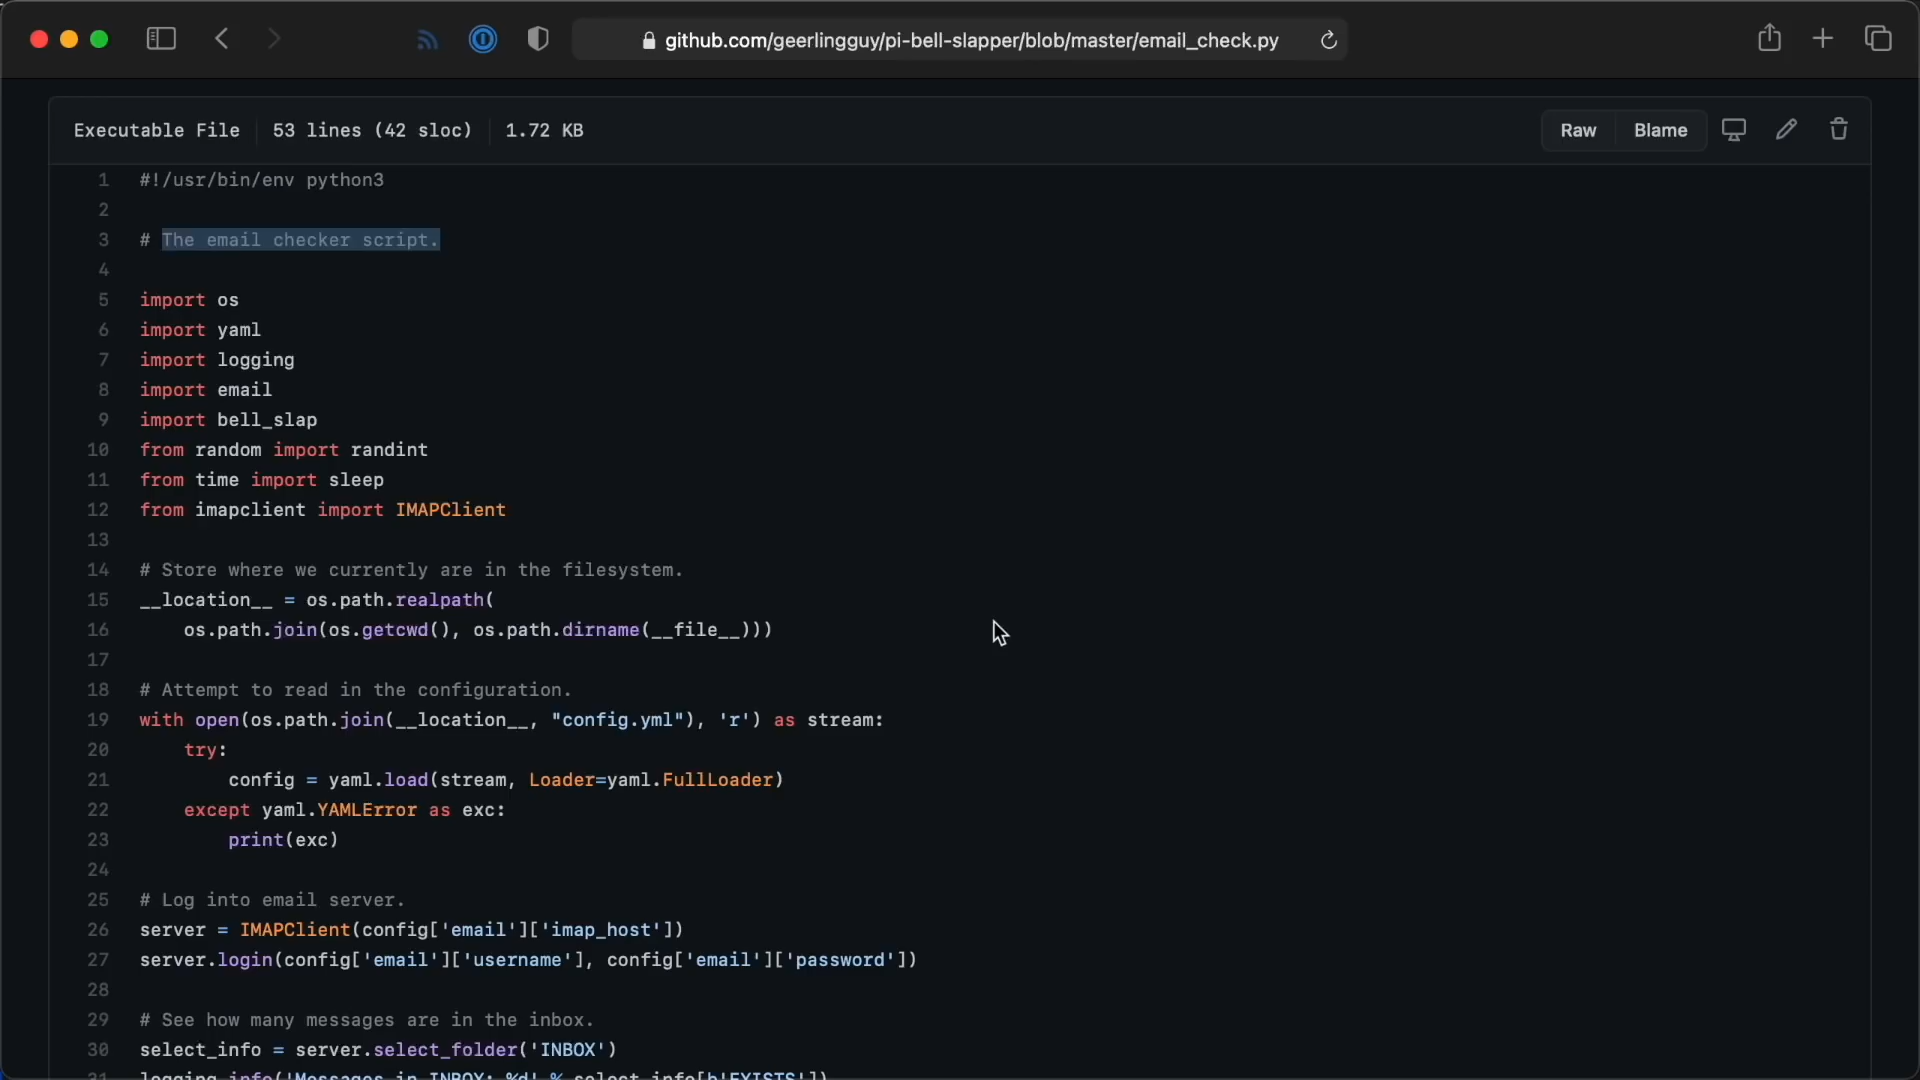 github.com/geerlingguy/pi-bell-slapper/blob/master/email_check.py
Executable File 53 lines (42 sloc) 1.72 KB Raw Blame
1 #!/usr/bin/env python3
2
3 # The email checker script.
4
5 import os
6 import yaml
7 import logging
8 import email
9 import bell_slap
10 from random import randint
11 from time import sleep
12 from imapclient import IMAPClient
13
14 # Store where we currently are in the filesystem.
15 __location__ = os.path.realpath(
16     os.path.join(os.getcwd(), os.path.dirname(__file__)))
17
18 # Attempt to read in the configuration.
19 with open(os.path.join(__location__, "config.yml"), 'r') as stream:
20     try:
21         config = yaml.load(stream, Loader=yaml.FullLoader)
22     except yaml.YAMLError as exc:
23         print(exc)
24
25 # Log into email server.
26 server = IMAPClient(config['email']['imap_host'])
27 server.login(config['email']['username'], config['email']['password'])
28
29 # See how many messages are in the inbox.
30 select_info = server.select_folder('INBOX')
31 logging.info('Messages in INBOX: %d' % select_info[b'EXISTS'])